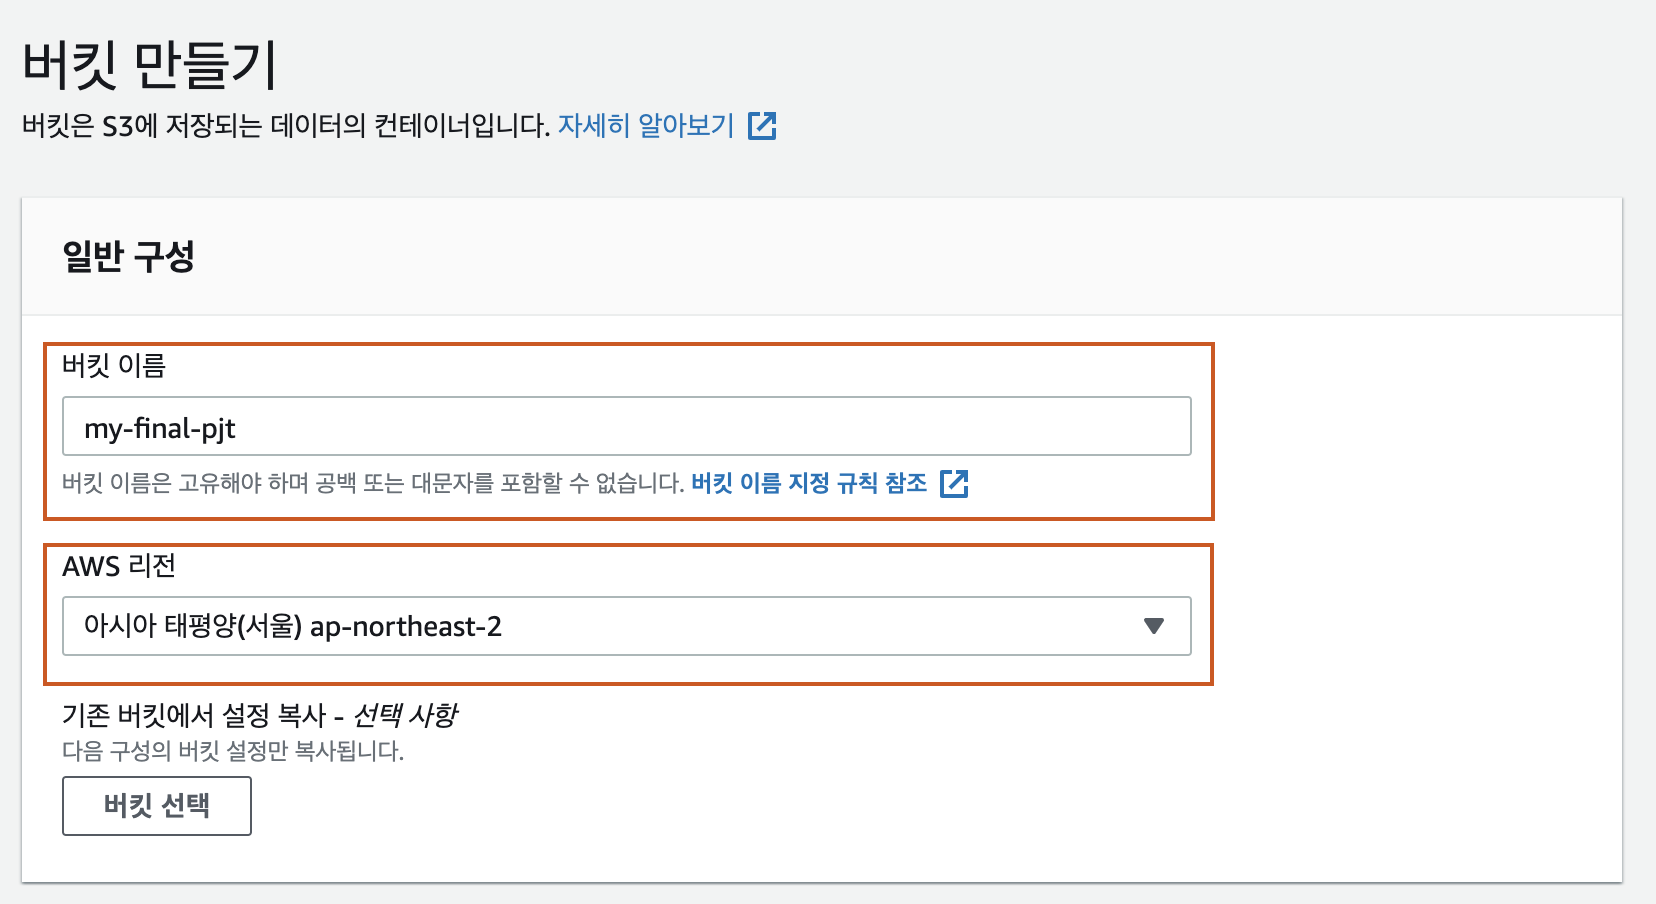 버킷 만들기
버킷은 S3에 저장되는 데이터의 컨테이너입니다. 자세히 알아보기
일반 구성
버킷 이름
my-final-pjt
버킷 이름은 고유해야 하며 공백 또는 대문자를 포함할 수 없습니다. 버킷 이름 지정 규칙 참조
AWS 리전
아시아 태평양(서울) ap-northeast-2
기존 버킷에서 설정 복사 - 선택 사항
다음 구성의 버킷 설정만 복사됩니다.
버킷 선택